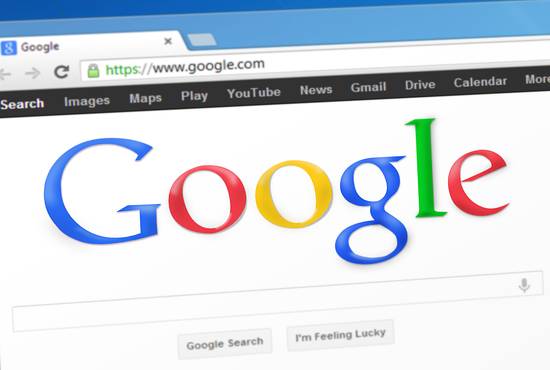 Google
https://www.google.com
Search Images Maps Play YouTube News Gmail Drive Calendar More
Google
Google Search I'm Feeling Lucky